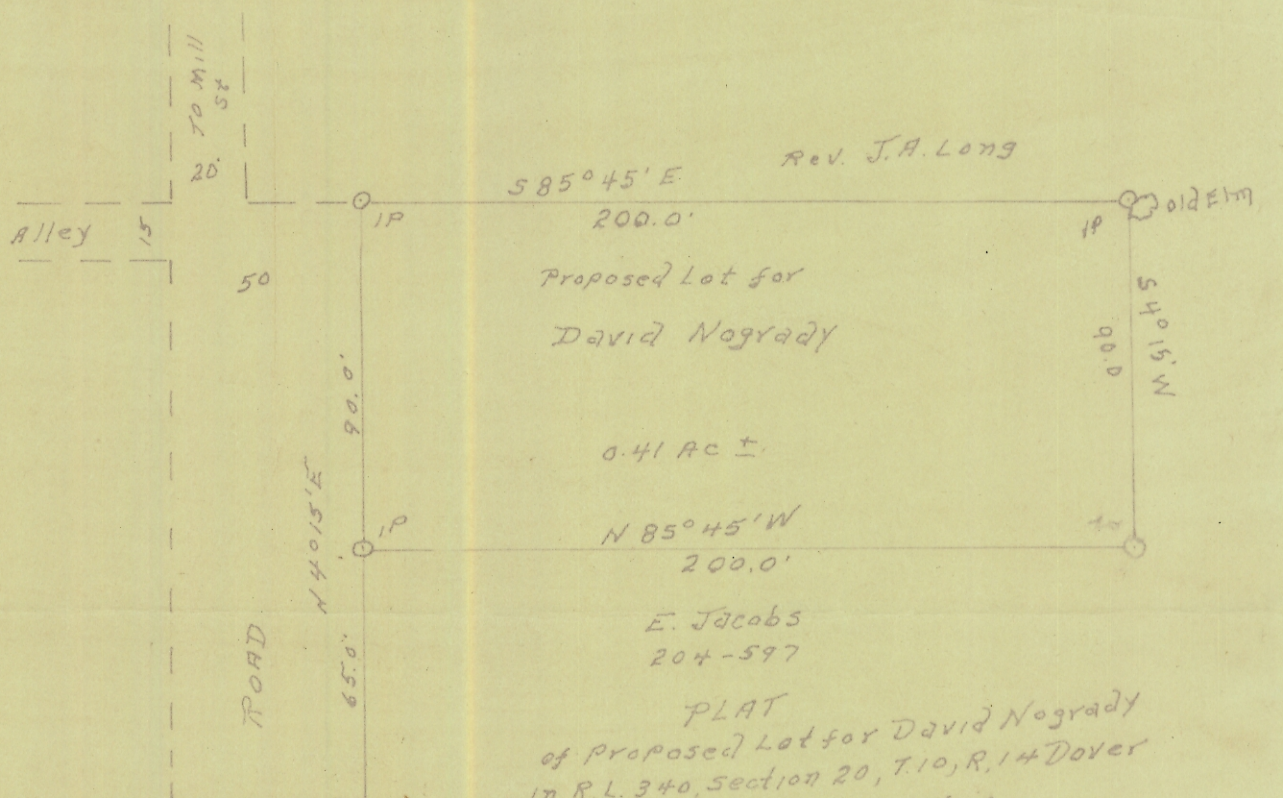 TO Mill
St
20'
Rev. J.A. Long
S 85° 45' E
200.0'
IP
IP
Old Elm
Alley 15
50
Proposed Lot for
David Nogrady
S 4° 15' W
90.0
90.0'
0.41 Ac ±
N 4° 15' E
IP
N 85° 45' W
200.0'
E. Jacobs
204-597
ROAD
65.0'
PLAT
of Proposed Lot for David Nogrady
in R.L. 340, Section 20, T.10, R.14 Dover